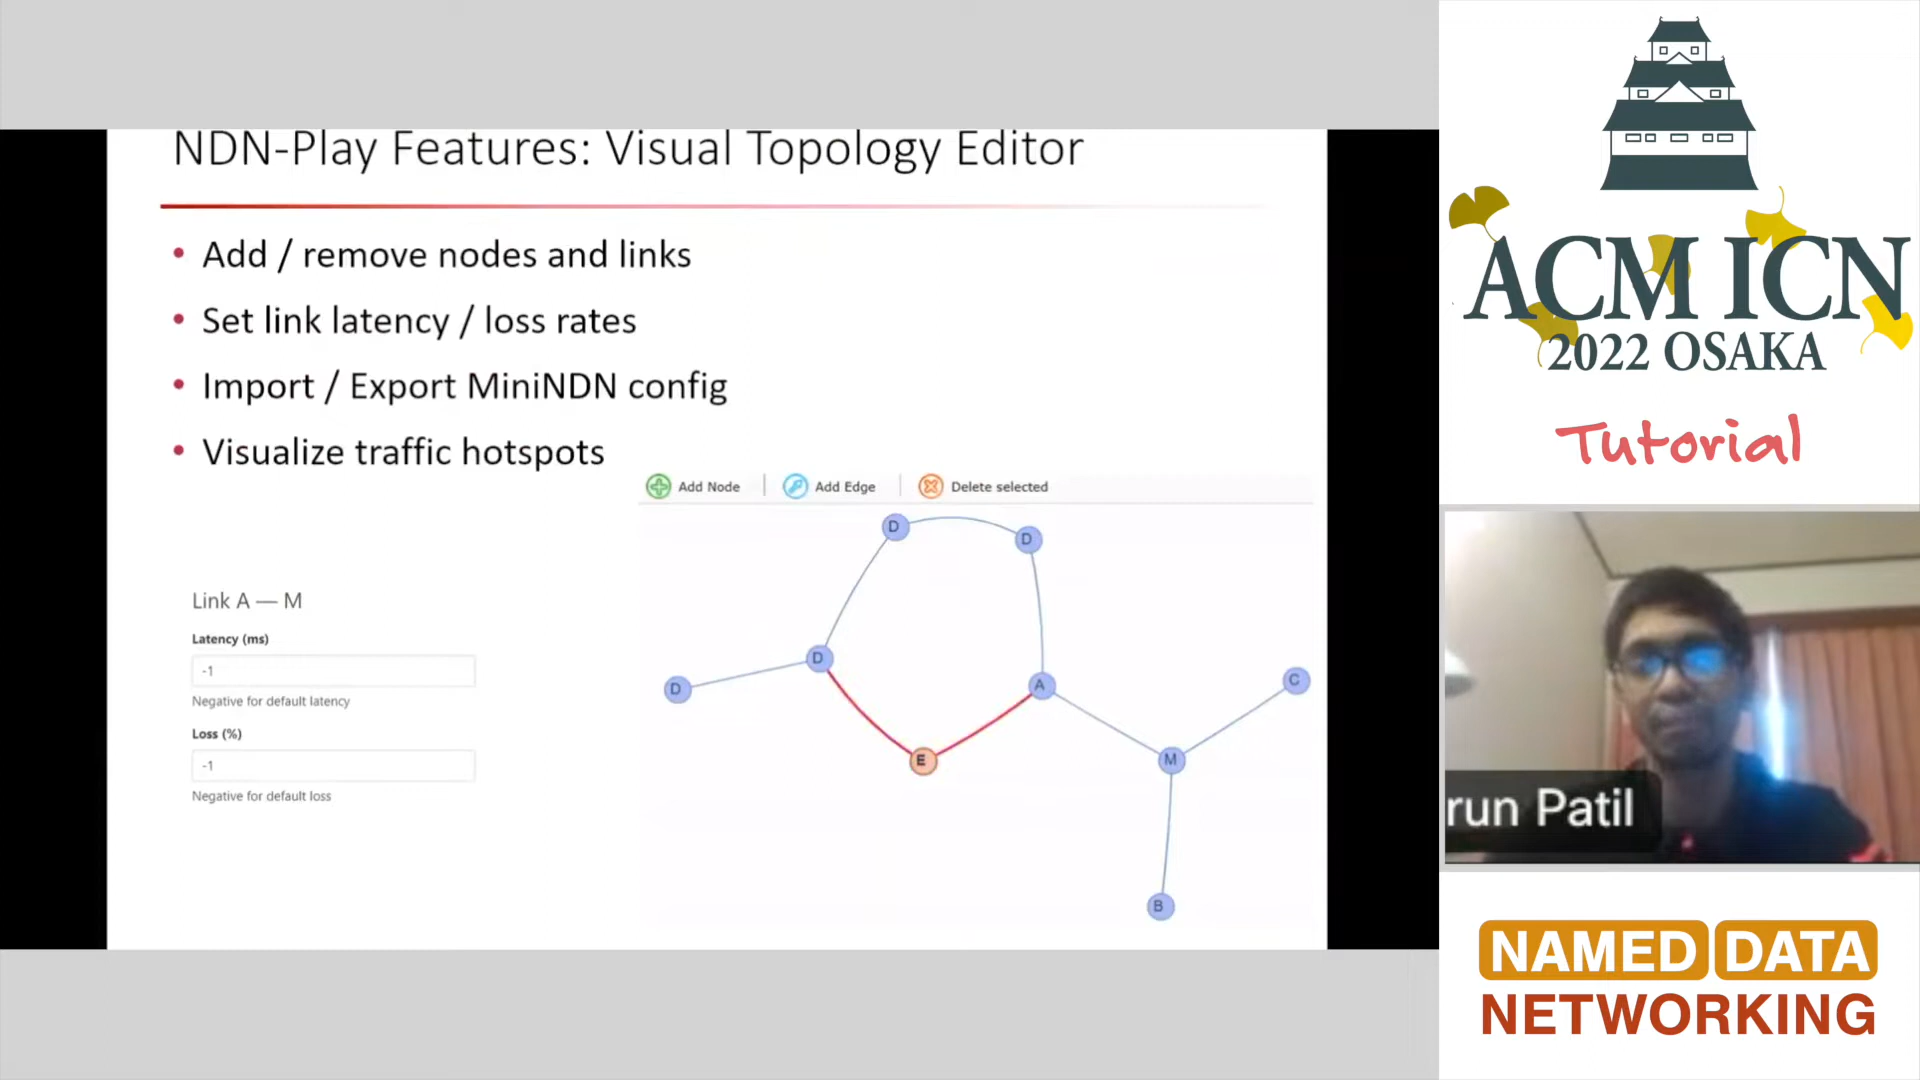 NDN-Play Features: Visual Topology Editor
• Add / remove nodes and links
• Set link latency / loss rates
• Import / Export MiniNDN config
• Visualize traffic hotspots
Add Node | Add Edge | Delete selected
D
D
D
D
A
C
E
M
B
Link A — M
Latency (ms)
-1
Negative for default latency
Loss (%)
-1
Negative for default loss
ACM ICN
2022 OSAKA
Tutorial
run Patil
NAMED DATA
NETWORKING